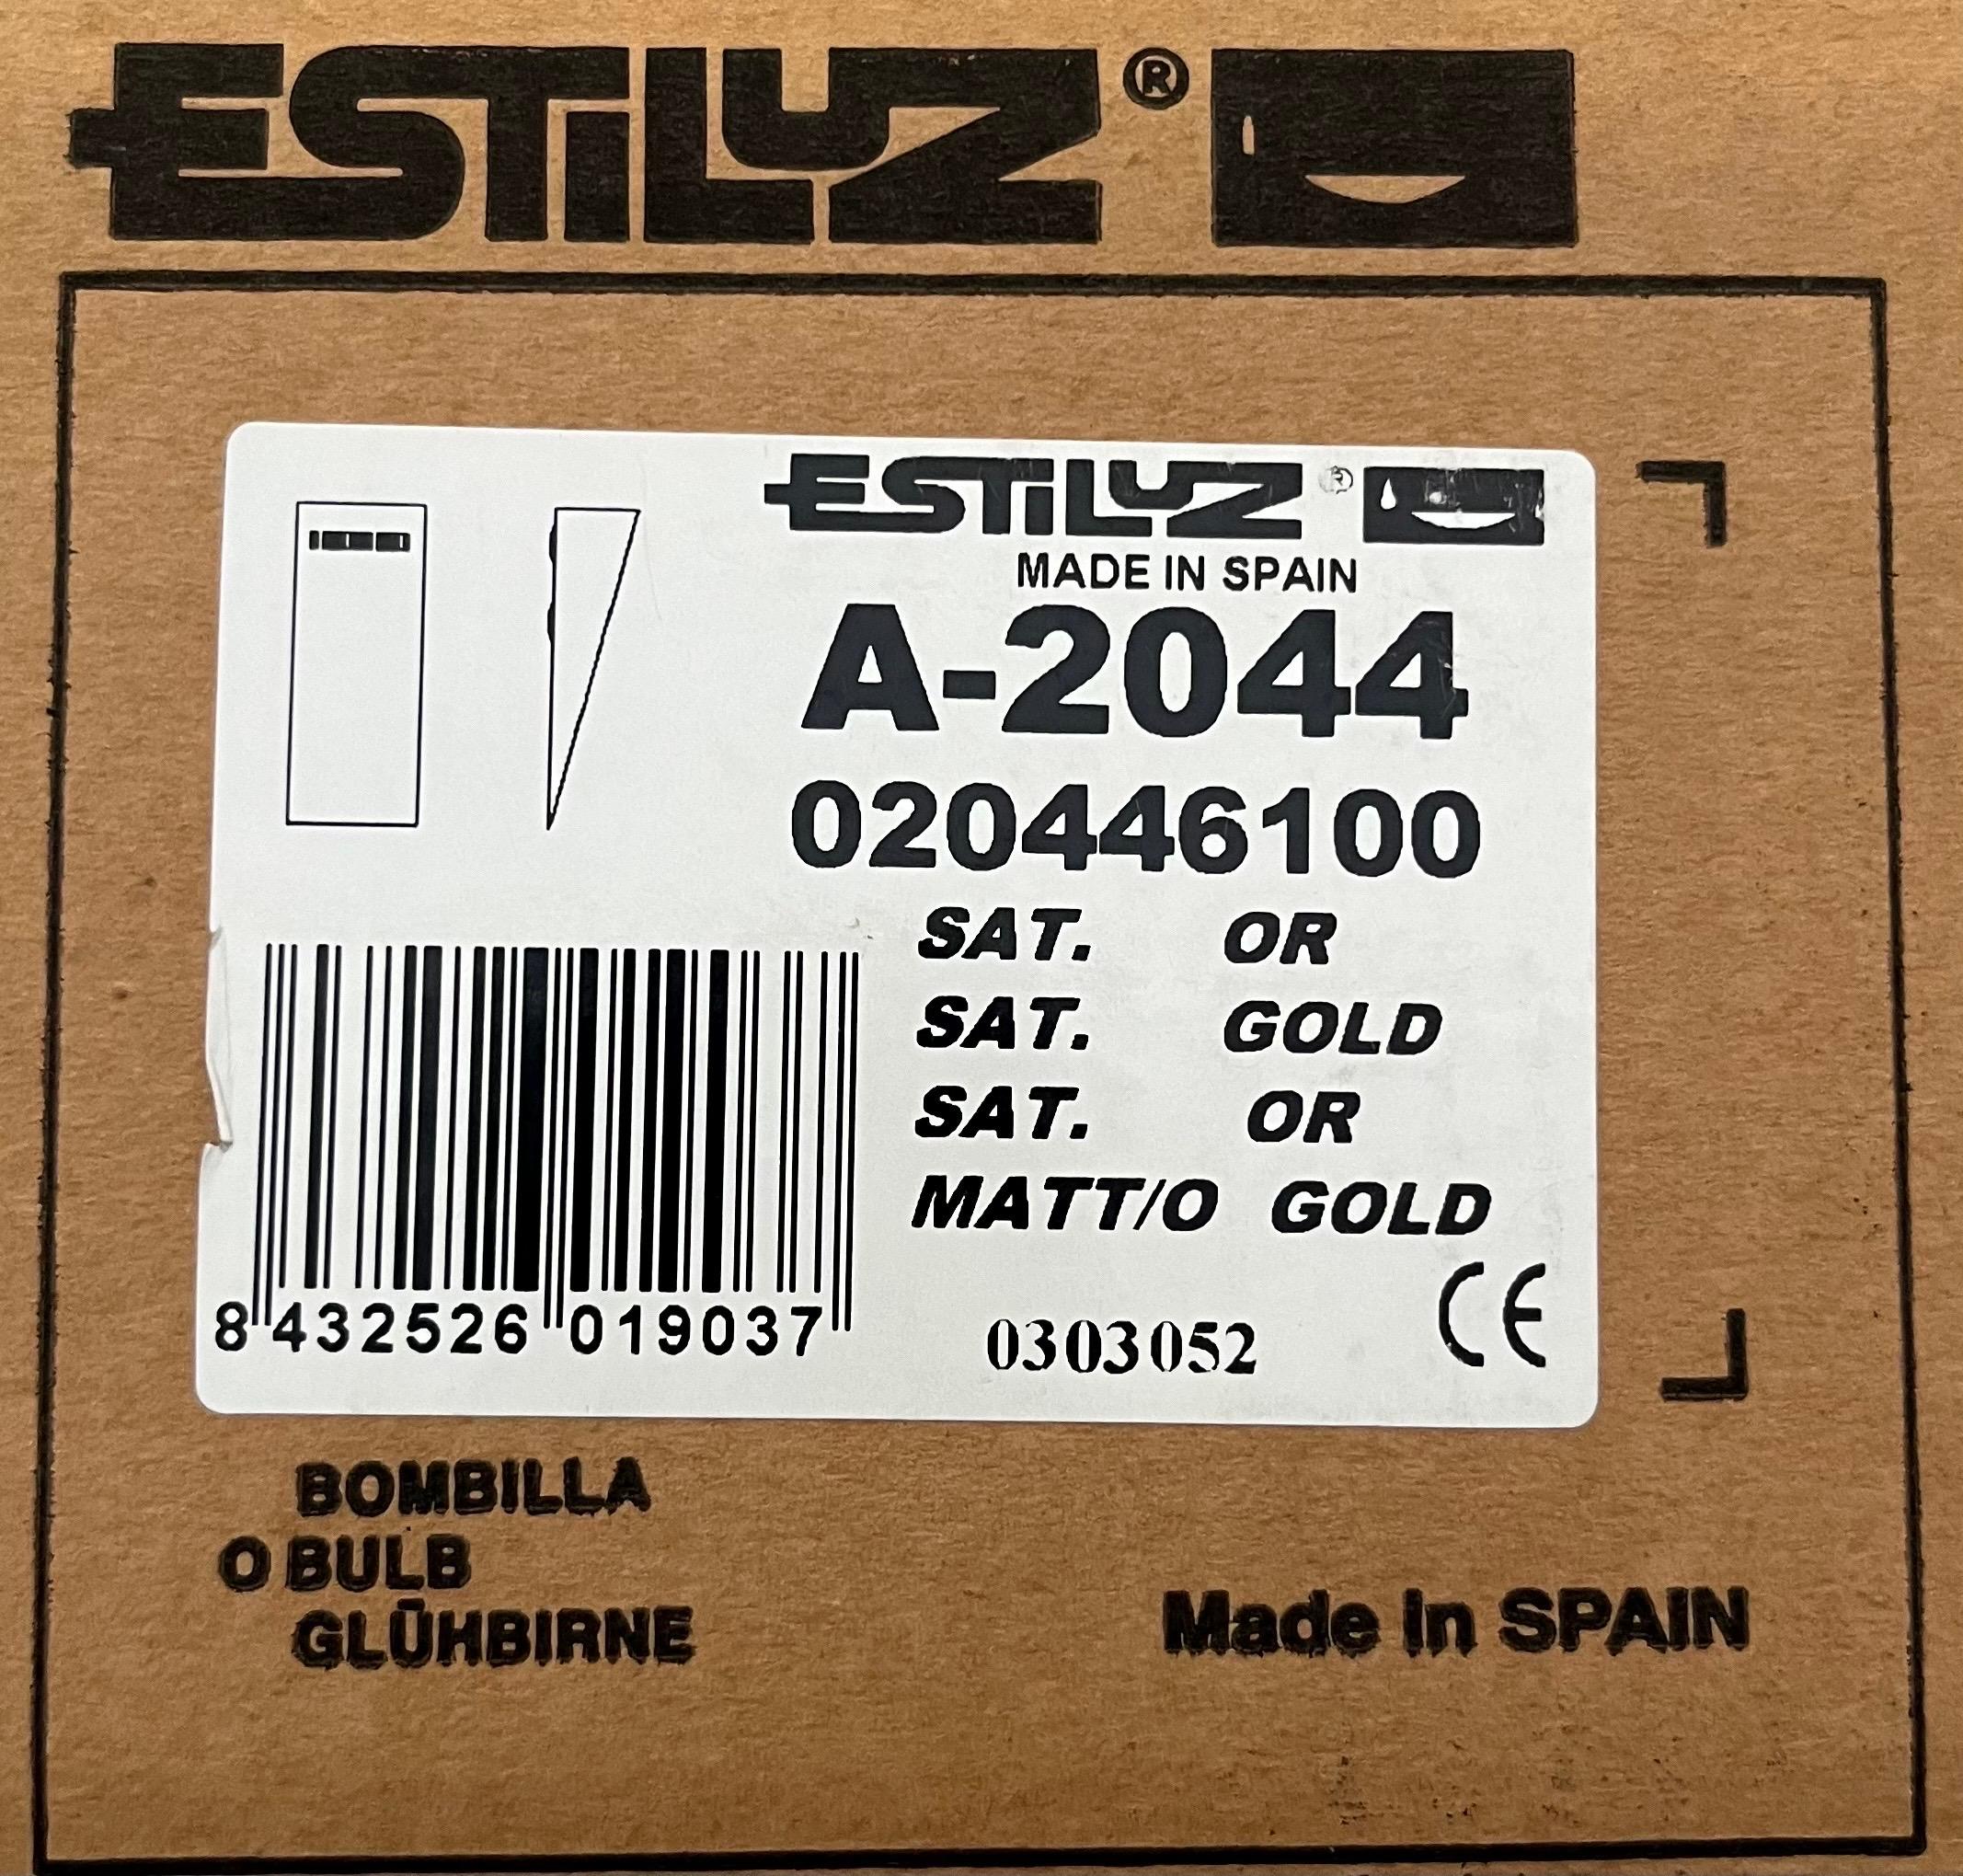 ESTiLUZ®
ESTiLUZ®
MADE IN SPAIN
A-2044
020446100
SAT. OR
SAT. GOLD
SAT. OR
MATT/O GOLD
8 432526 019037
0303052
CE
BOMBILLA
O BULB
GLÜHBIRNE
Made in SPAIN